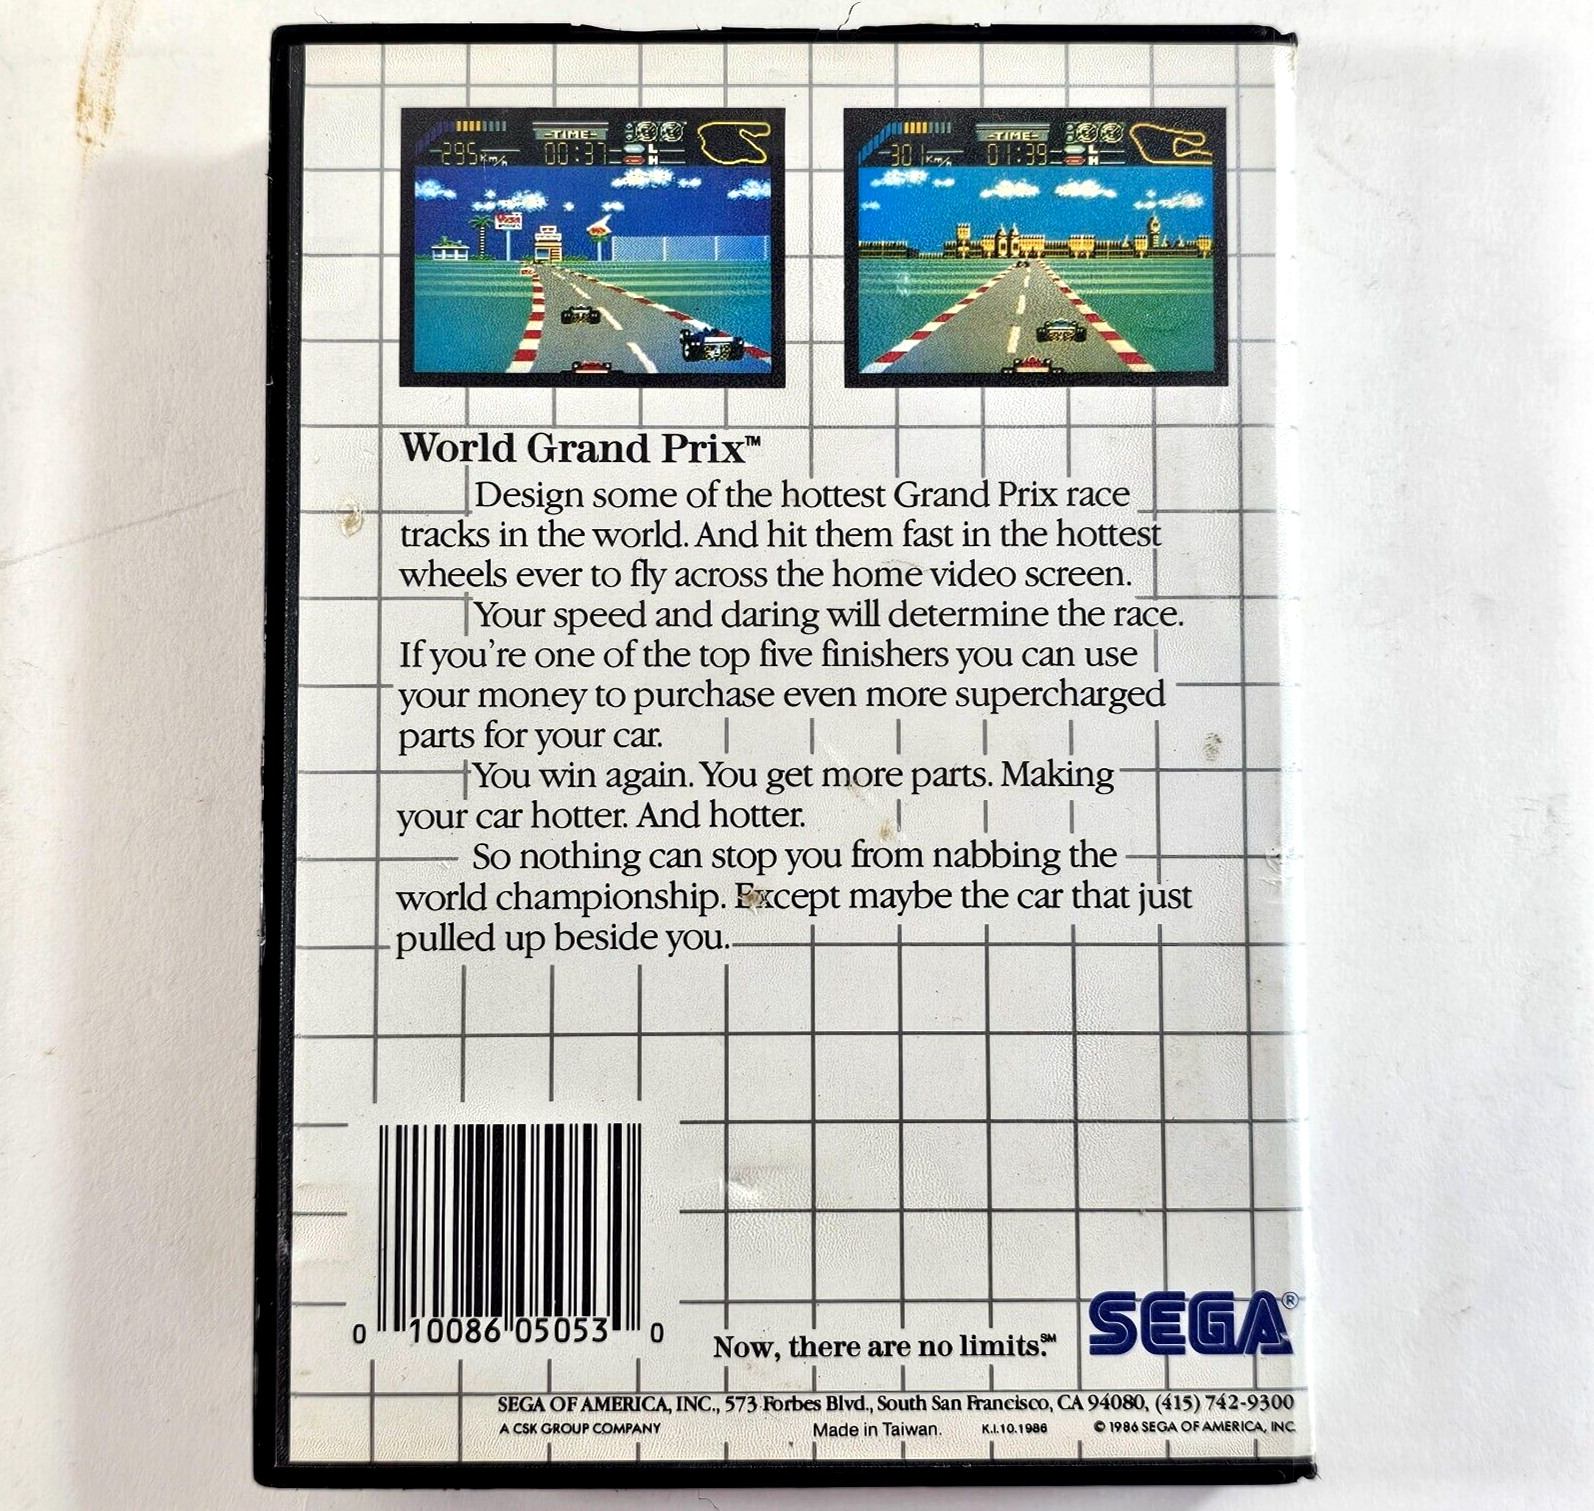 -TIME-
295 Km/h 00:37 L
H
-TIME-
301 Km/h 01:39 L
H
World Grand Prix™
Design some of the hottest Grand Prix race
tracks in the world. And hit them fast in the hottest
wheels ever to fly across the home video screen.
Your speed and daring will determine the race.
If you're one of the top five finishers you can use
your money to purchase even more supercharged
parts for your car.
You win again. You get more parts. Making
your car hotter. And hotter.
So nothing can stop you from nabbing the
world championship. Except maybe the car that just
pulled up beside you.
0 10086 05053 0
Now, there are no limits.℠
SEGA®
SEGA OF AMERICA, INC., 573 Forbes Blvd., South San Francisco, CA 94080, (415) 742-9300
A CSK GROUP COMPANY Made in Taiwan. K.I.10.1986 © 1986 SEGA OF AMERICA, INC.